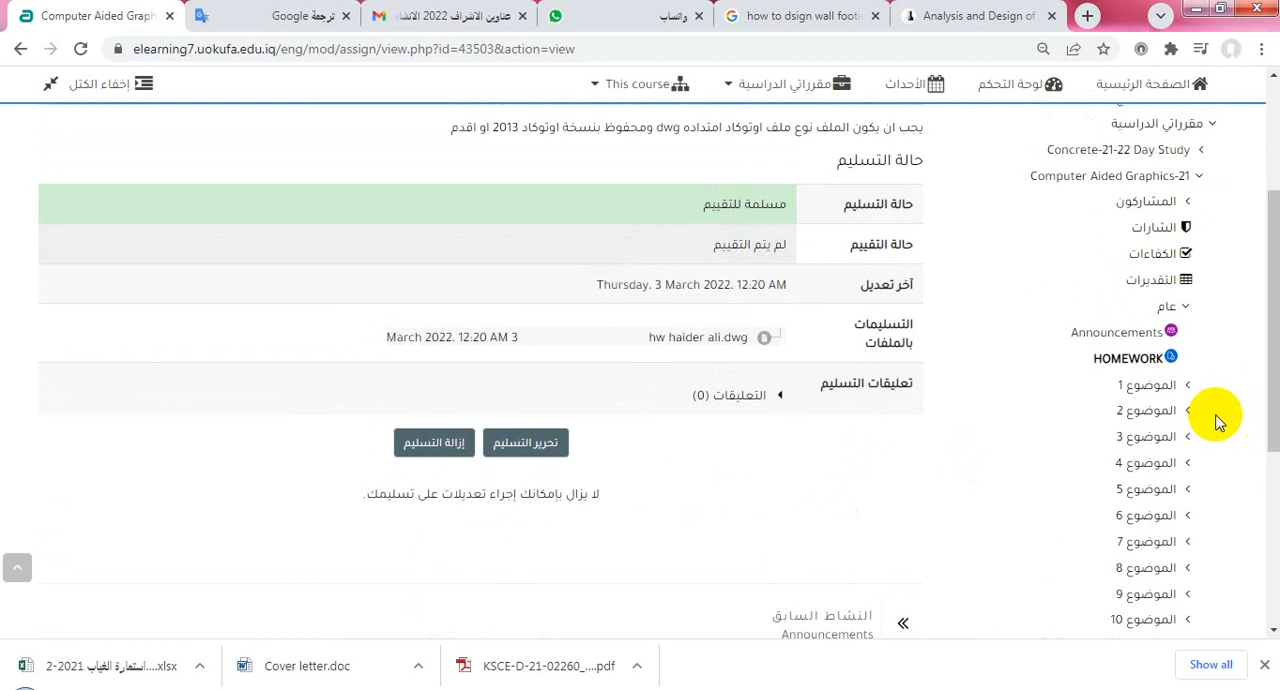 Computer Aided Graph
ترجمة Google
عناوين الاشراف 2022 الانشاء
واتساب
how to dsign wall footi
Analysis and Design of
elearning7.uokufa.edu.iq/eng/mod/assign/view.php?id=43503&action=view
الصفحة الرئيسية
لوحة التحكم
الأحداث
مقرراتي الدراسية
This course
إخفاء الكتل
يجب ان يكون الملف نوع ملف اوتوكاد امتداده dwg ومحفوظ بنسخة اوتوكاد 2013 او اقدم
حالة التسليم
حالة التسليم
مسلمة للتقييم
حالة التقييم
لم يتم التقييم
آخر تعديل
Thursday، 3 March 2022، 12:20 AM
التسليمات بالملفات
hw haider ali.dwg
3 March 2022، 12:20 AM
تعليقات التسليم
التعليقات (0)
تحرير التسليم
إزالة التسليم
لا يزال بإمكانك إجراء تعديلات على تسليمك.
النشاط السابق
Announcements
مقرراتي الدراسية
Concrete-21-22 Day Study
Computer Aided Graphics-21
المشاركون
الشارات
الكفاءات
التقديرات
عام
Announcements
HOMEWORK
الموضوع 1
الموضوع 2
الموضوع 3
الموضوع 4
الموضوع 5
الموضوع 6
الموضوع 7
الموضوع 8
الموضوع 9
الموضوع 10
استمارة الغياب 2021-2....xlsx
Cover letter.doc
KSCE-D-21-02260_....pdf
Show all